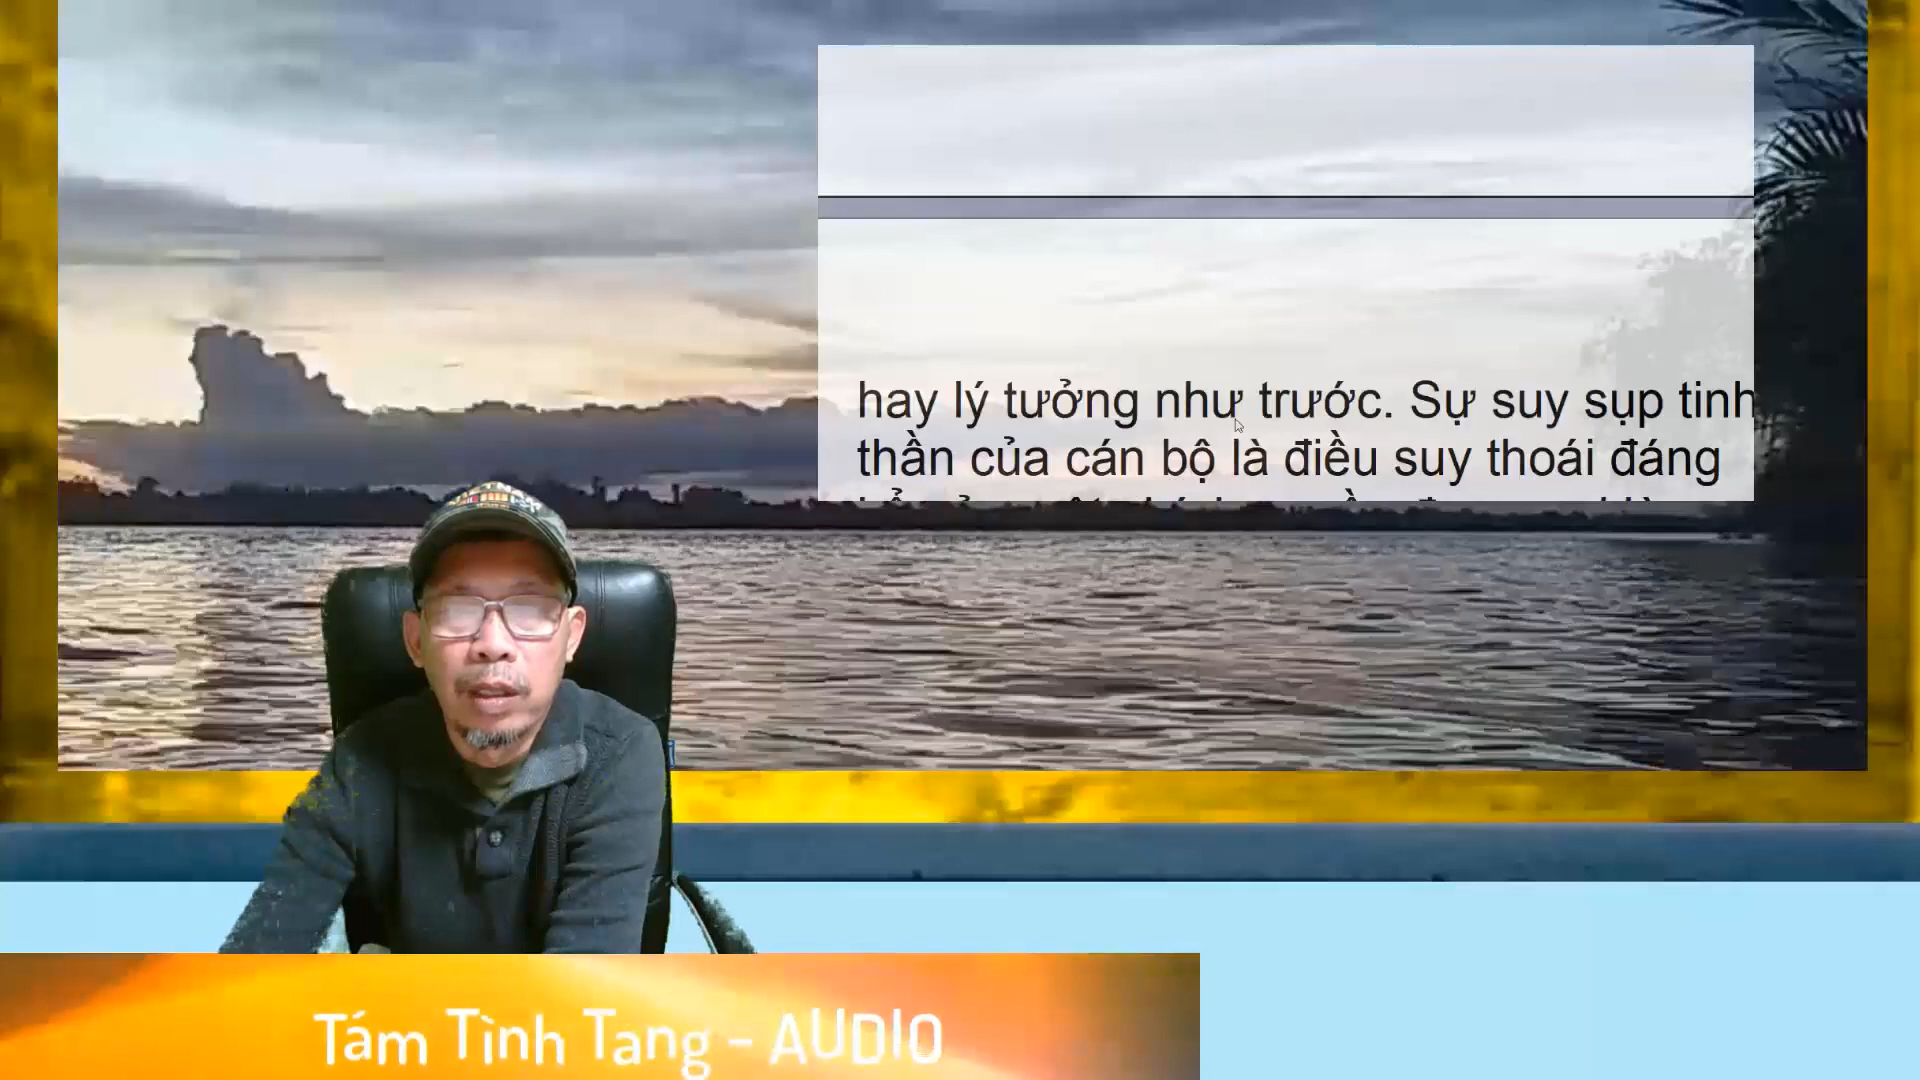 hay lý tưởng như trước. Sự suy sụp tinh
thần của cán bộ là điều suy thoái đáng
Tám Tình Tang - AUDIO